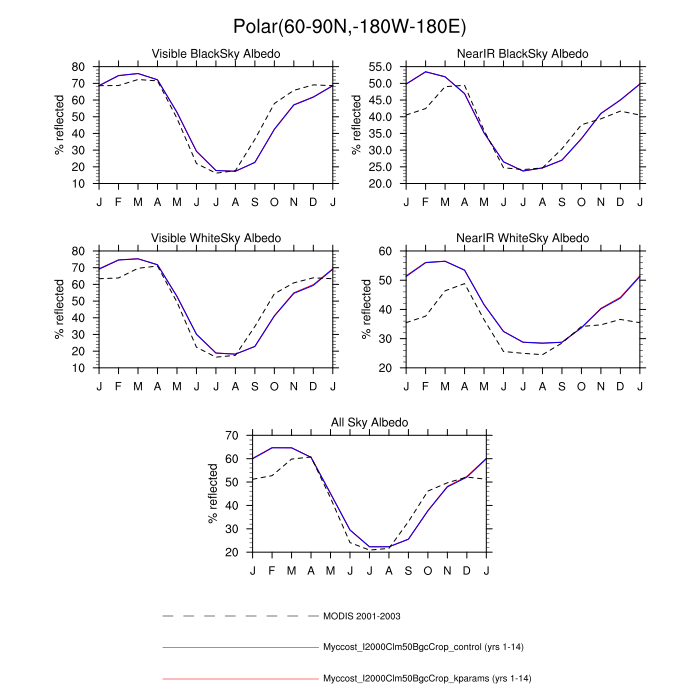 Polar(60-90N,-180W-180E)
Visible BlackSky Albedo
% reflected
80
70
60
50
40
30
20
10
J F M A M J J A S O N D J
NearIR BlackSky Albedo
% reflected
55.0
50.0
45.0
40.0
35.0
30.0
25.0
20.0
J F M A M J J A S O N D J
Visible WhiteSky Albedo
% reflected
80
70
60
50
40
30
20
10
J F M A M J J A S O N D J
NearIR WhiteSky Albedo
% reflected
60
50
40
30
20
J F M A M J J A S O N D J
All Sky Albedo
% reflected
70
60
50
40
30
20
J F M A M J J A S O N D J
MODIS 2001-2003
Myccost_I2000Clm50BgcCrop_control (yrs 1-14)
Myccost_I2000Clm50BgcCrop_kparams (yrs 1-14)